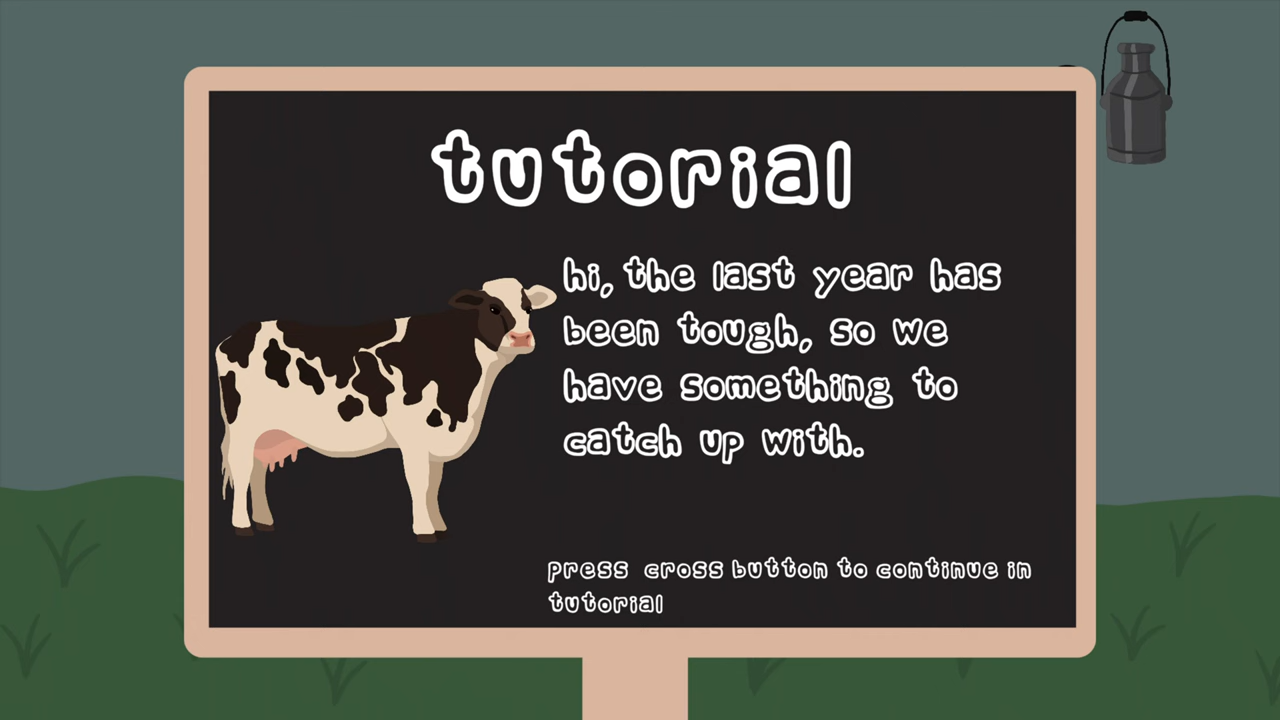 tutorial
hi, the last year has
been tough, so we
have something to
catch up with.
Press cross button to continue in
tutorial